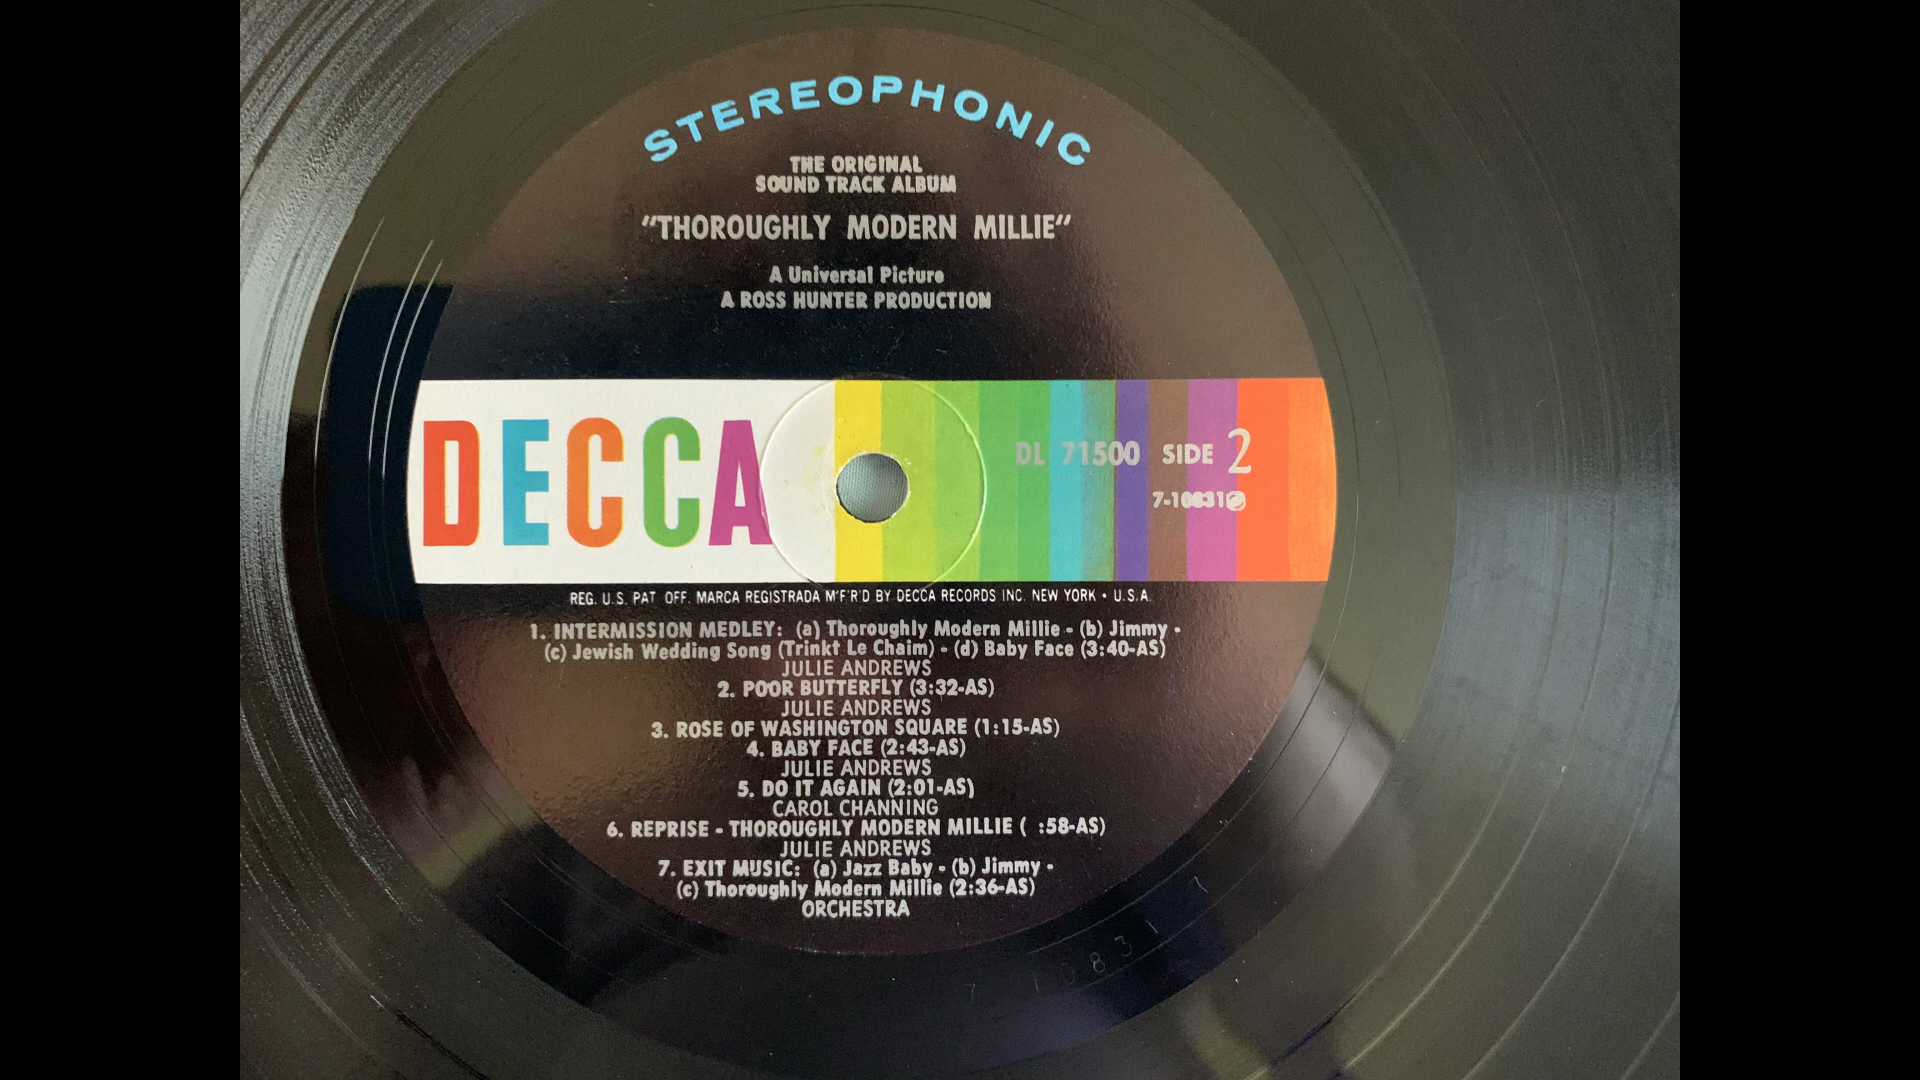 STEREOPHONIC
THE ORIGINAL
SOUND TRACK ALBUM
"THOROUGHLY MODERN MILLIE"
A Universal Picture
A ROSS HUNTER PRODUCTION
DECCA
DL 71500 SIDE 2
7-10831
REG. U.S. PAT. OFF. MARCA REGISTRADA M'F'R'D BY DECCA RECORDS INC. NEW YORK • U.S.A.
1. INTERMISSION MEDLEY: (a) Thoroughly Modern Millie - (b) Jimmy -
(c) Jewish Wedding Song (Trinkt Le Chaim) - (d) Baby Face (3:40-AS)
JULIE ANDREWS
2. POOR BUTTERFLY (3:32-AS)
JULIE ANDREWS
3. ROSE OF WASHINGTON SQUARE (1:15-AS)
4. BABY FACE (2:43-AS)
JULIE ANDREWS
5. DO IT AGAIN (2:01-AS)
CAROL CHANNING
6. REPRISE - THOROUGHLY MODERN MILLIE ( :58-AS)
JULIE ANDREWS
7. EXIT MUSIC: (a) Jazz Baby - (b) Jimmy -
(c) Thoroughly Modern Millie (2:36-AS)
ORCHESTRA
7 10831